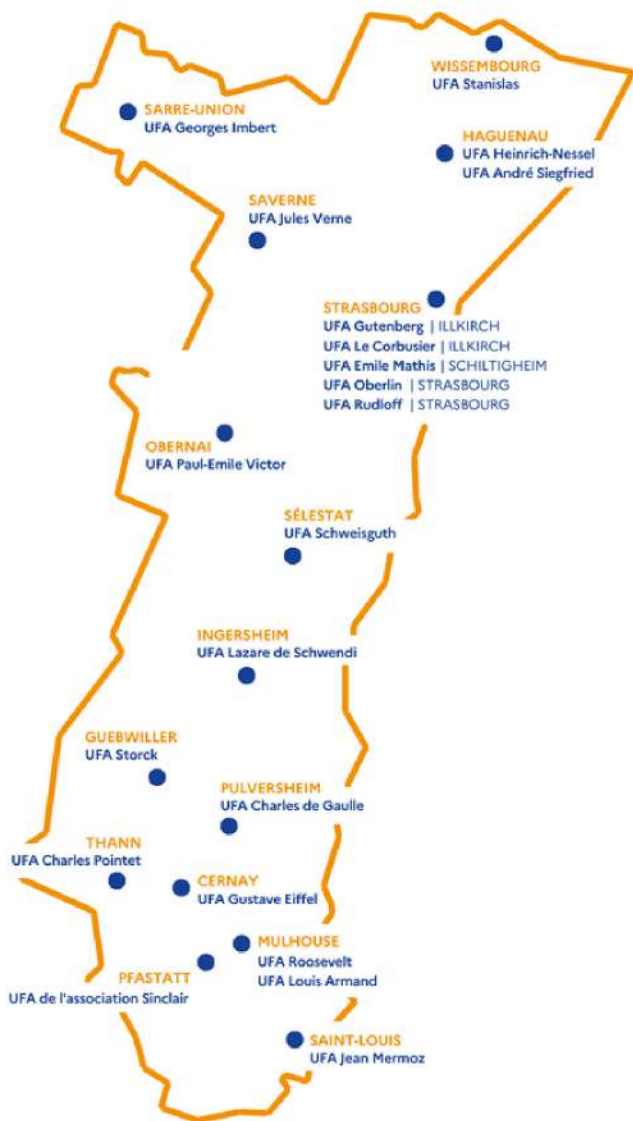 WISSEMBOURG
UFA Stanislas
SARRE-UNION
UFA Georges Imbert
HAGUENAU
UFA Heinrich-Nessel
UFA André Siegfried
SAVERNE
UFA Jules Verne
STRASBOURG
UFA Gutenberg | ILLKIRCH
UFA Le Corbusier | ILLKIRCH
UFA Emile Mathis | SCHILTIGHEIM
UFA Oberlin | STRASBOURG
UFA Rudloff | STRASBOURG
OBERNAI
UFA Paul-Emile Victor
SÉLESTAT
UFA Schweisguth
INGERSHEIM
UFA Lazare de Schwendi
GUEBWILLER
UFA Storck
PULVERSHEIM
UFA Charles de Gaulle
THANN
UFA Charles Pointet
CERNAY
UFA Gustave Eiffel
MULHOUSE
UFA Roosevelt
UFA Louis Armand
PFASTATT
UFA de l'association Sinclair
SAINT-LOUIS
UFA Jean Mermoz